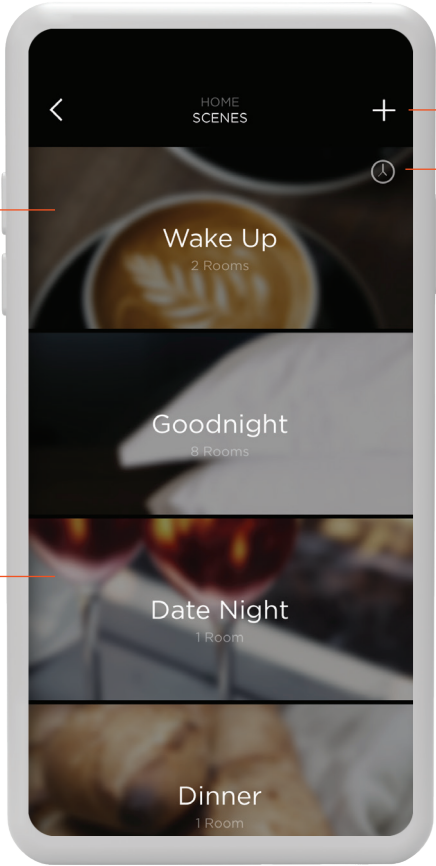 HOME
SCENES
Wake Up
2 Rooms
Goodnight
8 Rooms
Date Night
1 Room
Dinner
1 Room